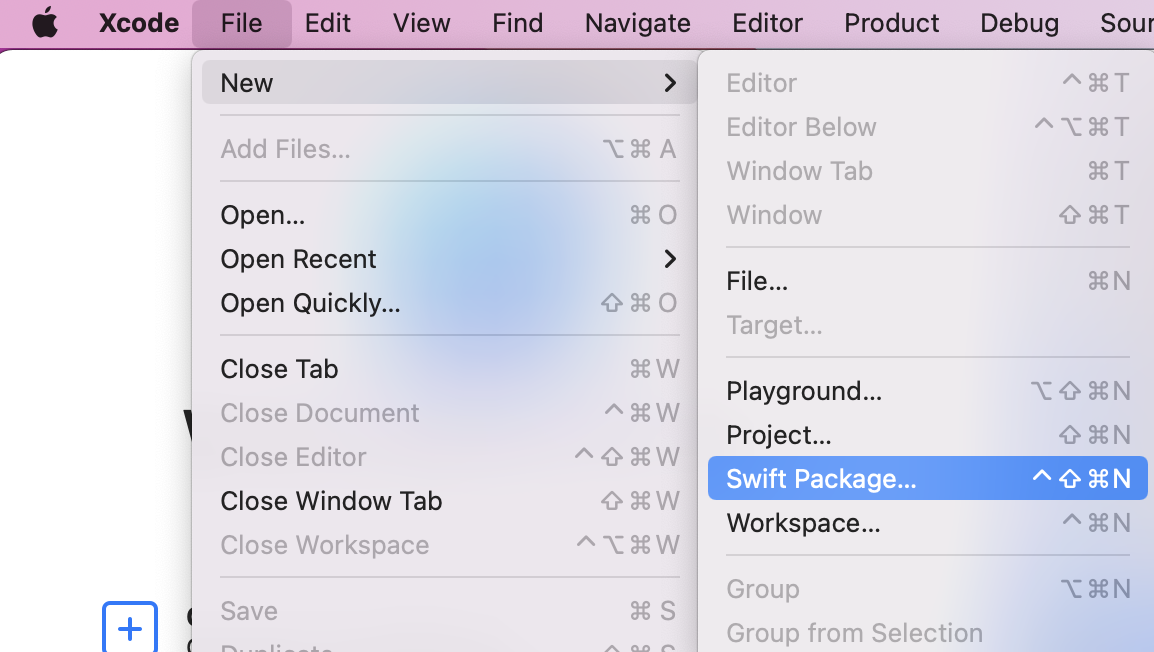 Xcode File Edit View Find Navigate Editor Product Debug Sour
New
Add Files... ⌥⌘A
Open... ⌘O
Open Recent
Open Quickly... ⇧⌘O
Close Tab ⌘W
Close Document ^⌘W
Close Editor ^⇧⌘W
Close Window Tab ⇧⌘W
Close Workspace ^⌥⌘W
Save ⌘S
Duplicate ^⌘S
Editor ^⌘T
Editor Below ^⌥⌘T
Window Tab ⌘T
Window ⇧⌘T
File... ⌘N
Target...
Playground... ⌥⇧⌘N
Project... ⇧⌘N
Swift Package... ^⇧⌘N
Workspace... ^⌘N
Group ⌥⌘N
Group from Selection